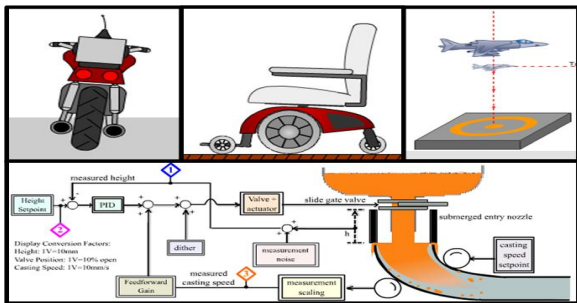 measured height
1
Height
Setpoint
PID
Valve +
actuator
slide gate valve
submerged entry nozzle
2
dither
h
Display Conversion Factors:
Height: 1V=10mm
Valve Position: 1V=10% open
Casting Speed: 1V=10mm/s
measurement
noise
casting
speed
setpoint
Feedforward
Gain
measured
casting speed
3
measurement
scaling